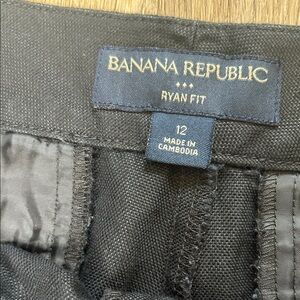 BANANA REPUBLIC
RYAN FIT
12
MADE IN
CAMBODIA